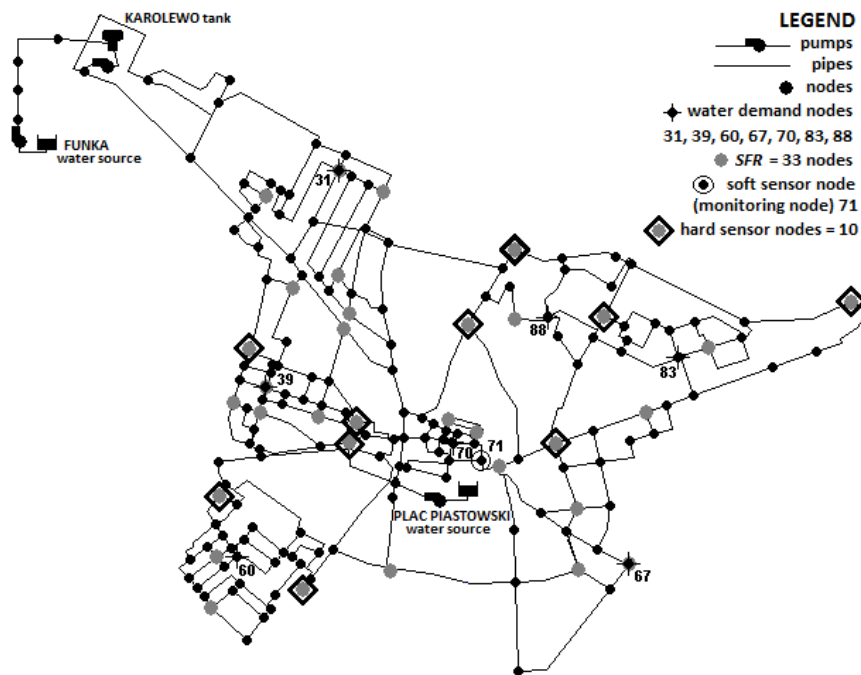 KAROLEWO tank
FUNKA
water source
LEGEND
pumps
pipes
nodes
water demand nodes
31, 39, 60, 67, 70, 83, 88
SFR = 33 nodes
soft sensor node
(monitoring node) 71
hard sensor nodes = 10
31
88
83
39
71
70
PLAC PIASTOWSKI
water source
60
67